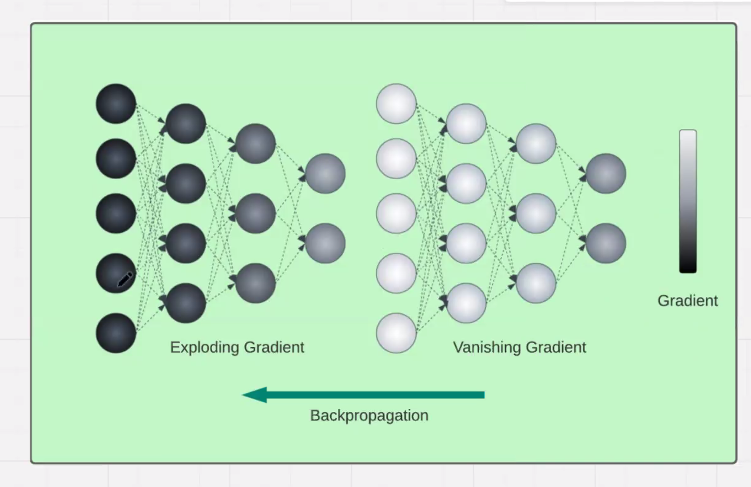 Gradient
Exploding Gradient
Vanishing Gradient
Backpropagation